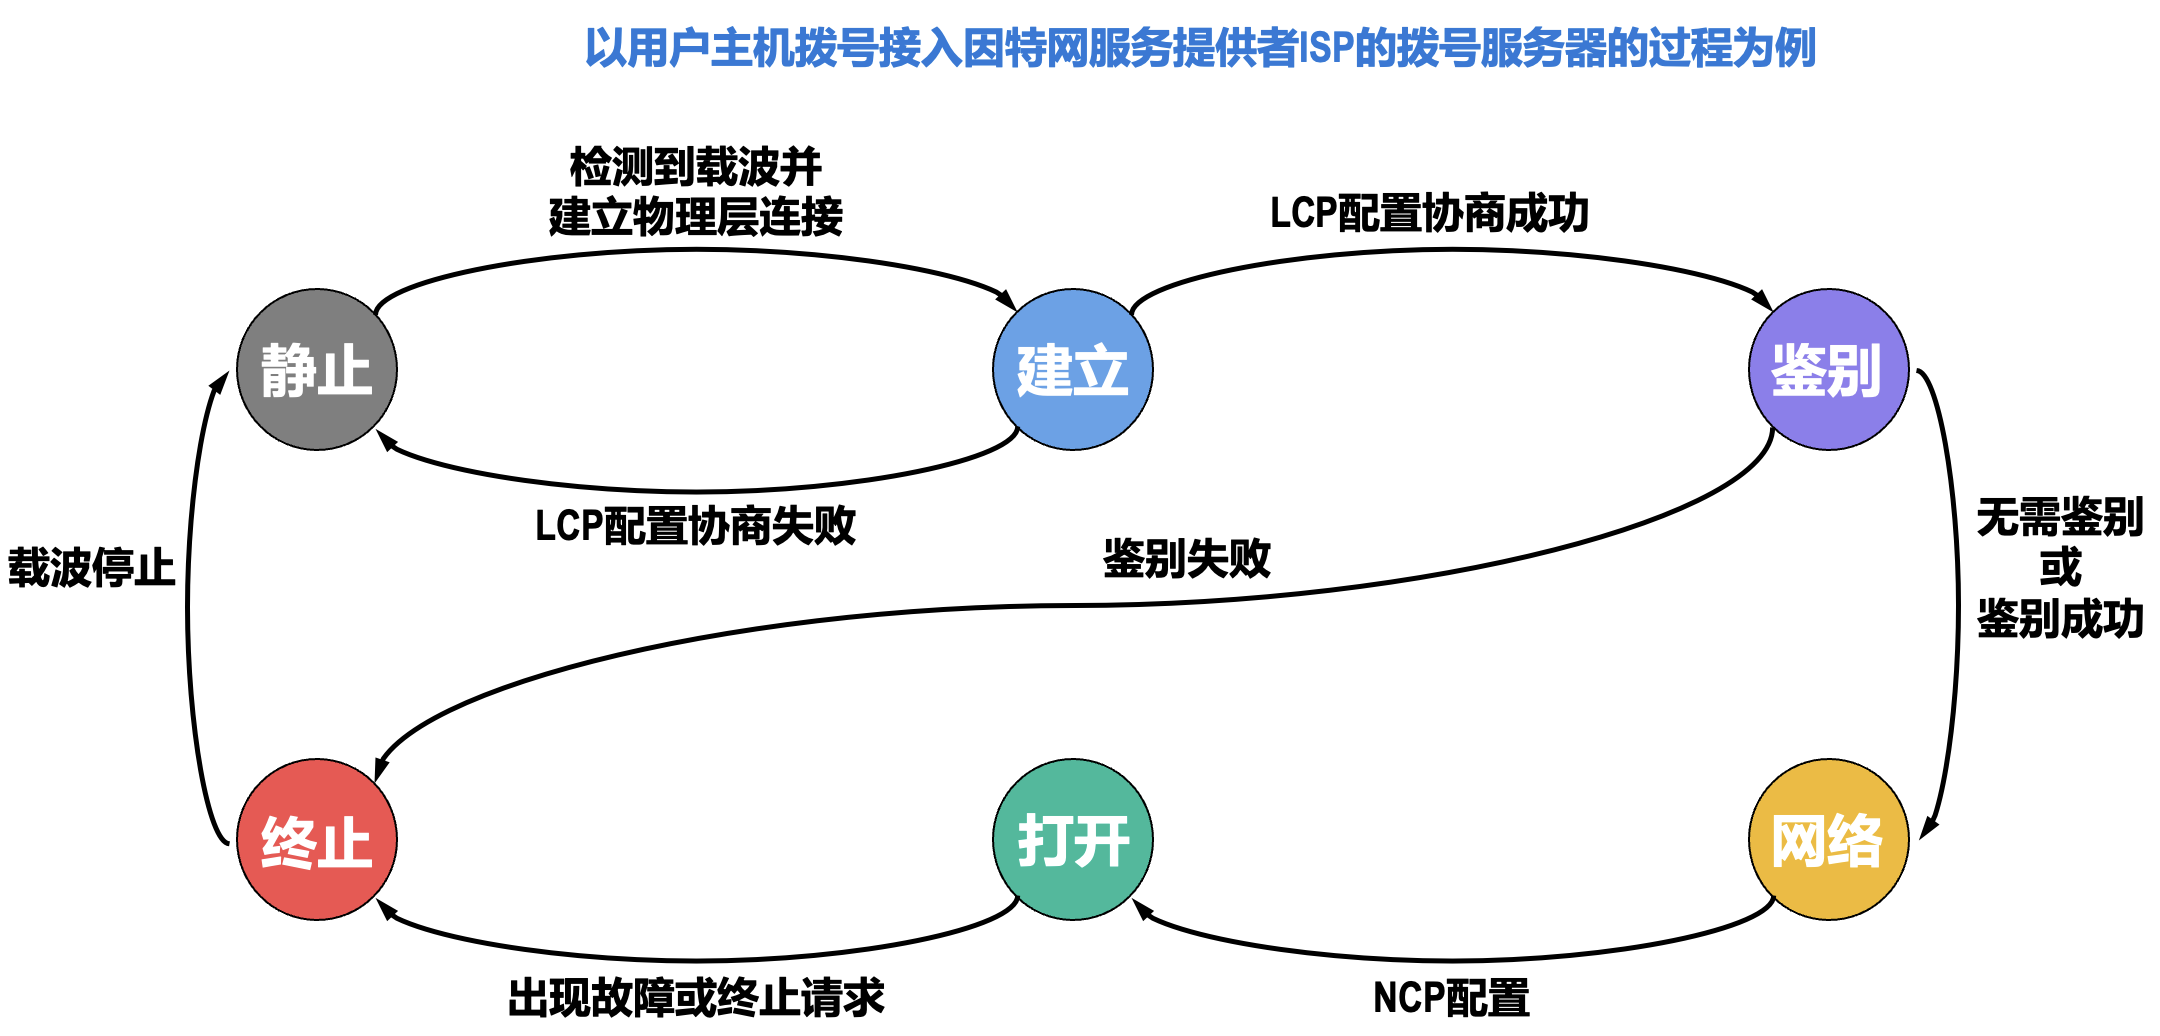 以用户主机拨号接入因特网服务提供者ISP的拨号服务器的过程为例
检测到载波并
建立物理层连接
LCP配置协商成功
静止
建立
鉴别
LCP配置协商失败
载波停止
鉴别失败
无需鉴别
或
鉴别成功
终止
打开
网络
出现故障或终止请求
NCP配置